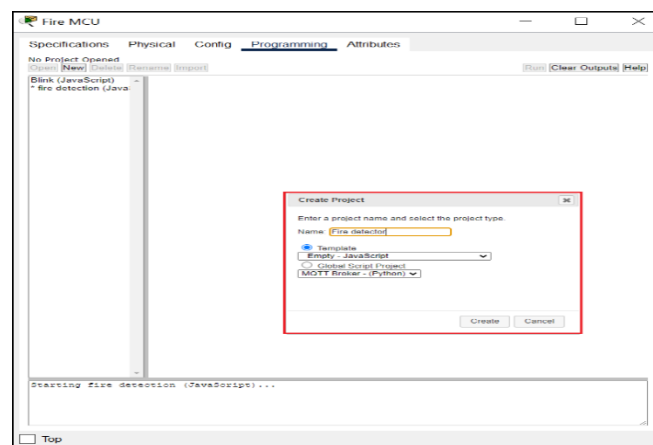 Fire MCU
Specifications Physical Config Programming Attributes
No Project Opened
Open New Delete Rename Import Run Clear Outputs Help
Blink (JavaScript)
* fire detection (Java
Create Project
Enter a project name and select the project type.
Name: Fire detector
Template
Empty - JavaScript
Global Script Project
MQTT Broker - (Python)
Create Cancel
Starting fire detection (JavaScript)...
Top